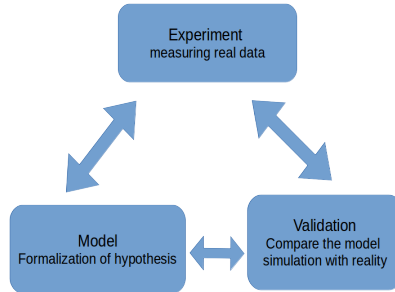 Experiment
measuring real data
Model
Formalization of hypothesis
Validation
Compare the model
simulation with reality